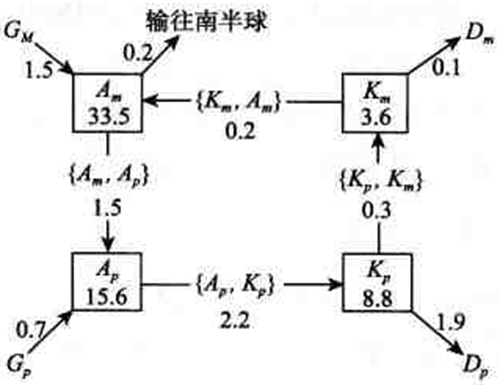 G_M
输往南半球
D_m
1.5
0.2
0.1
A_m
33.5
{K_m, A_m}
0.2
K_m
3.6
{A_m, A_p}
1.5
{K_p, K_m}
0.3
A_p
15.6
{A_p, K_p}
2.2
K_p
8.8
0.7
1.9
G_p
D_p